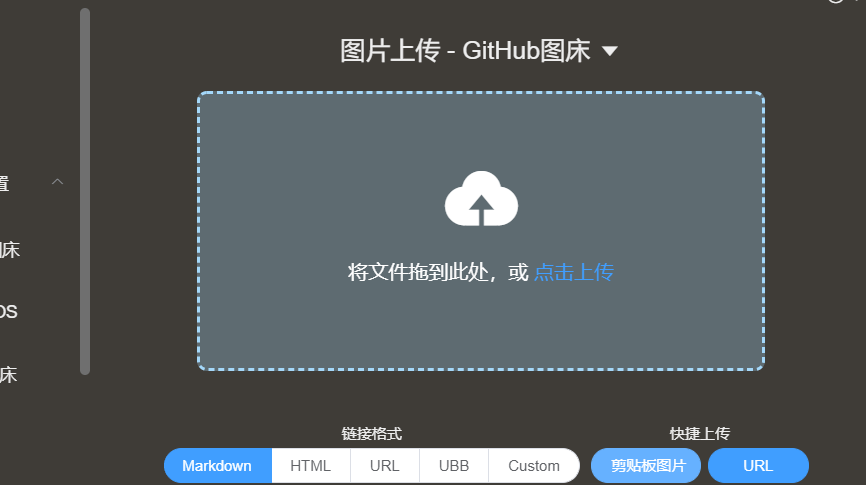 图片上传 - GitHub图床
置
床
OS
床
将文件拖到此处，或 点击上传
链接格式
快捷上传
Markdown HTML URL UBB Custom 剪贴板图片 URL